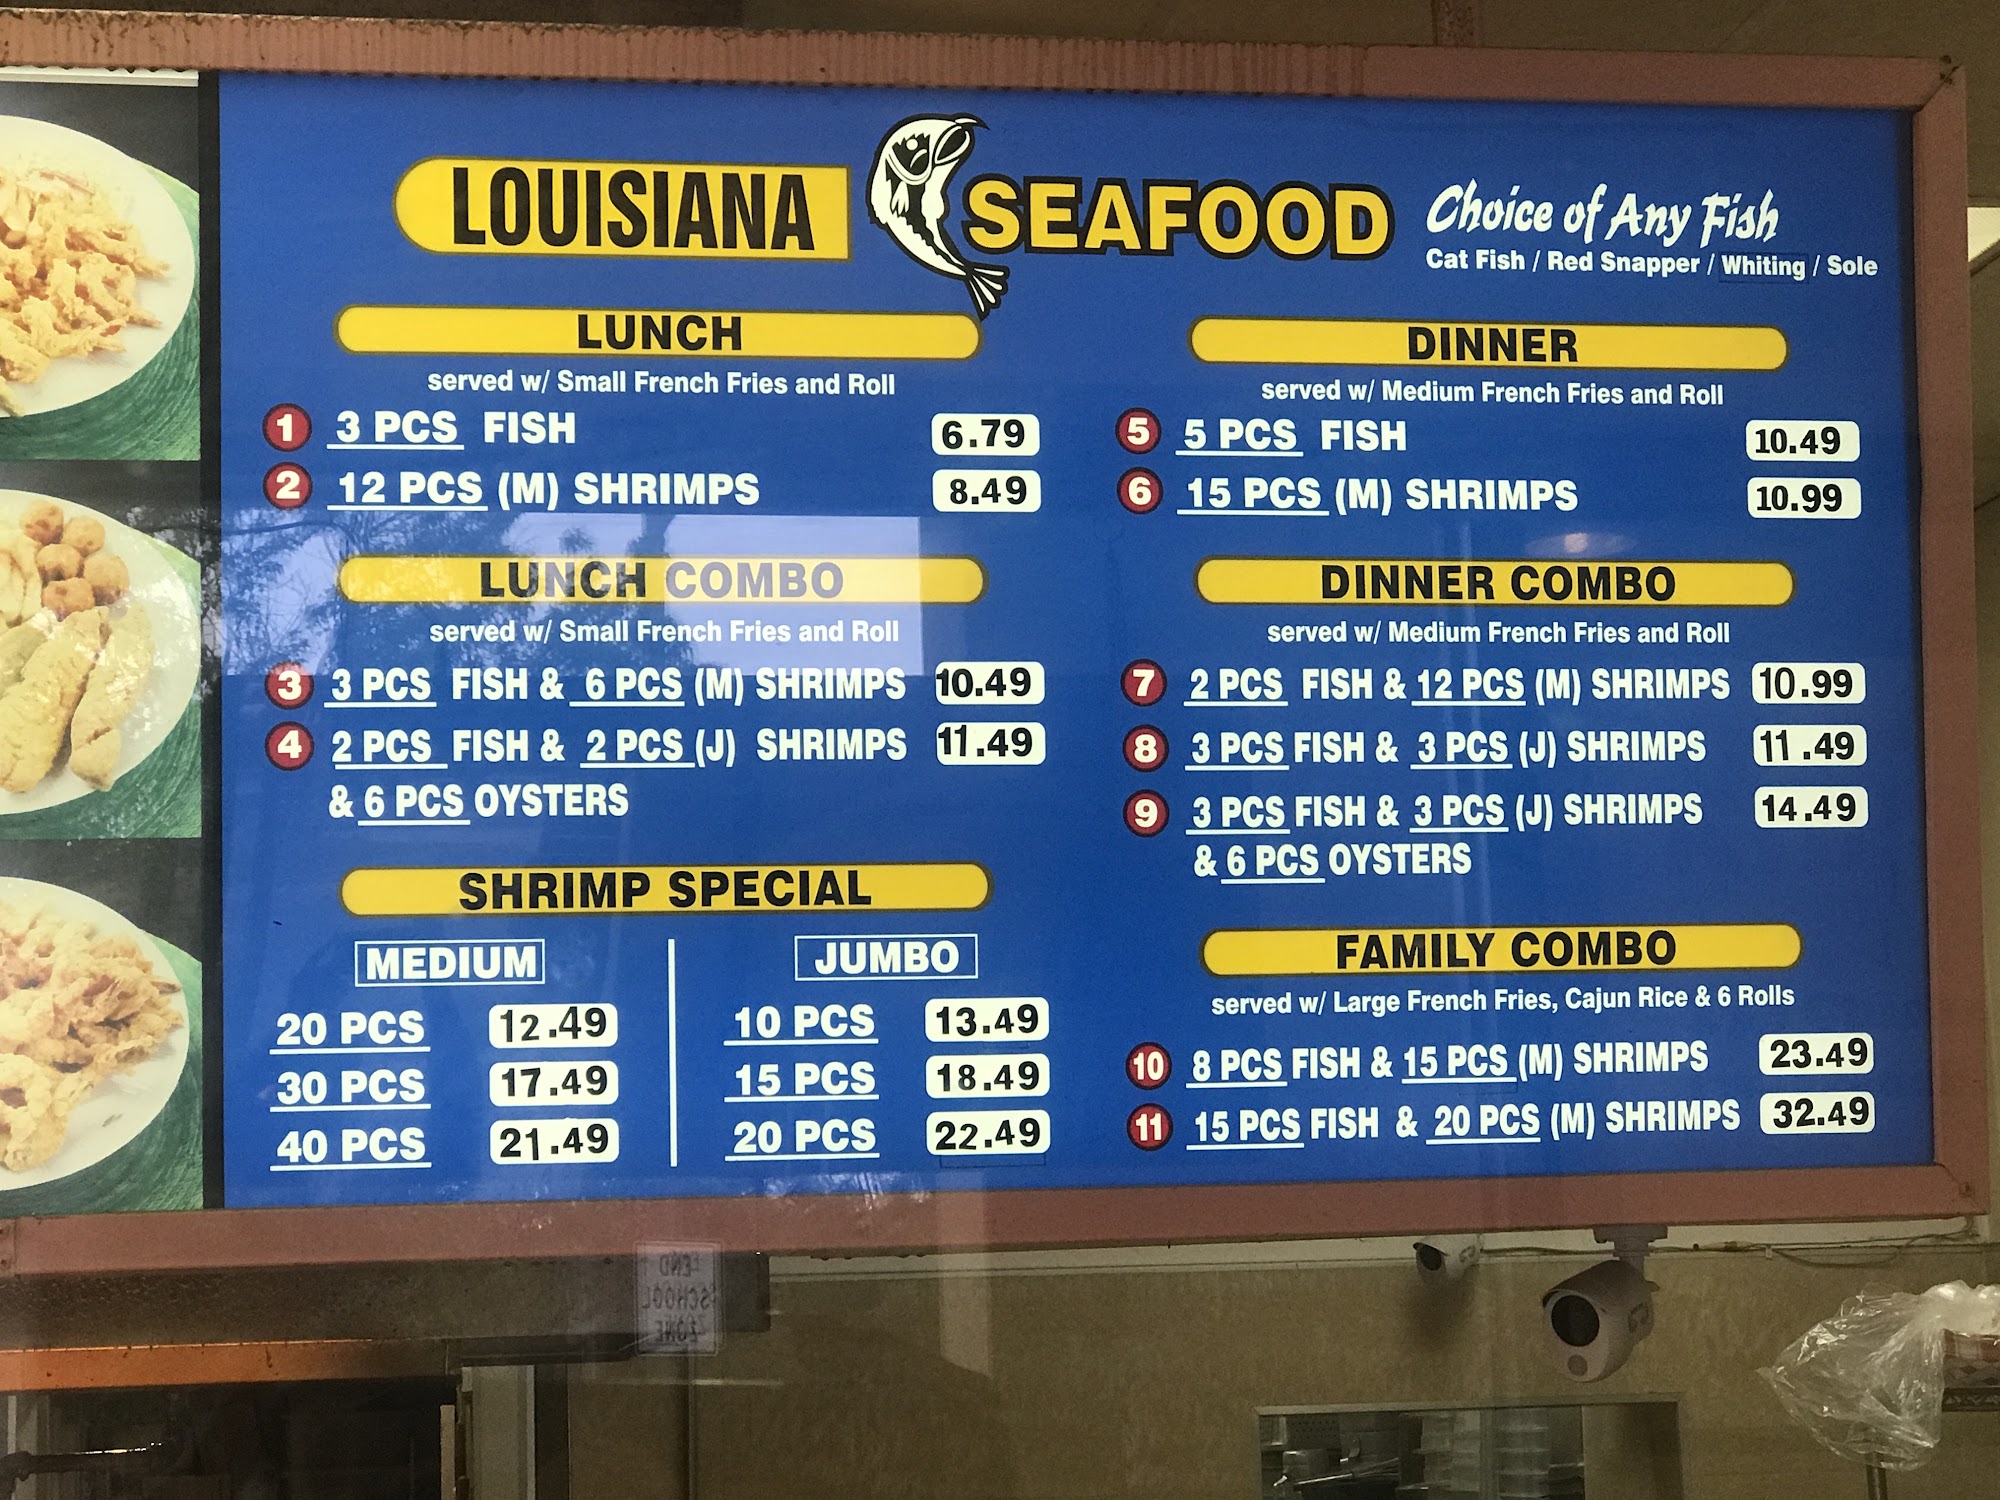 LOUISIANA SEAFOOD
Choice of Any Fish
Cat Fish / Red Snapper / Whiting / Sole
LUNCH
served w/ Small French Fries and Roll
1 3 PCS FISH 6.79
2 12 PCS (M) SHRIMPS 8.49
LUNCH COMBO
served w/ Small French Fries and Roll
3 3 PCS FISH & 6 PCS (M) SHRIMPS 10.49
4 2 PCS FISH & 2 PCS (J) SHRIMPS 11.49
& 6 PCS OYSTERS
SHRIMP SPECIAL
MEDIUM
20 PCS 12.49
30 PCS 17.49
40 PCS 21.49
JUMBO
10 PCS 13.49
15 PCS 18.49
20 PCS 22.49
DINNER
served w/ Medium French Fries and Roll
5 5 PCS FISH 10.49
6 15 PCS (M) SHRIMPS 10.99
DINNER COMBO
served w/ Medium French Fries and Roll
7 2 PCS FISH & 12 PCS (M) SHRIMPS 10.99
8 3 PCS FISH & 3 PCS (J) SHRIMPS 11.49
9 3 PCS FISH & 3 PCS (J) SHRIMPS 14.49
& 6 PCS OYSTERS
FAMILY COMBO
served w/ Large French Fries, Cajun Rice & 6 Rolls
10 8 PCS FISH & 15 PCS (M) SHRIMPS 23.49
11 15 PCS FISH & 20 PCS (M) SHRIMPS 32.49
END
SCHOOL
ZONE